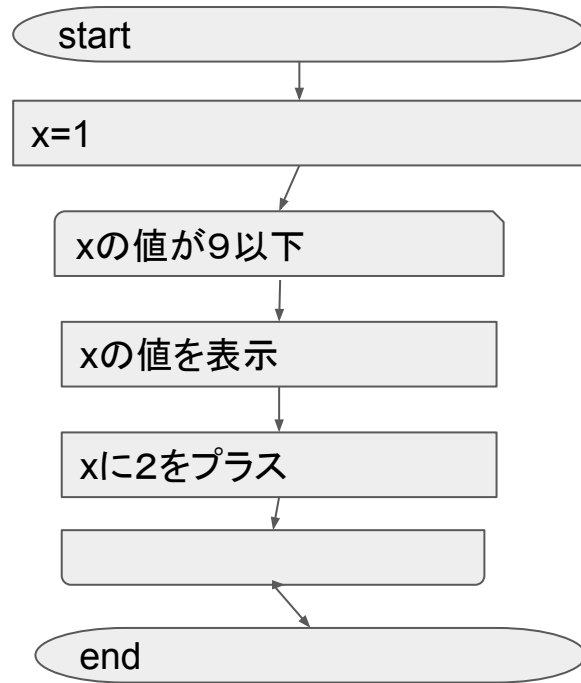 start
x=1
xの値が９以下
xの値を表示
xに２をプラス
end